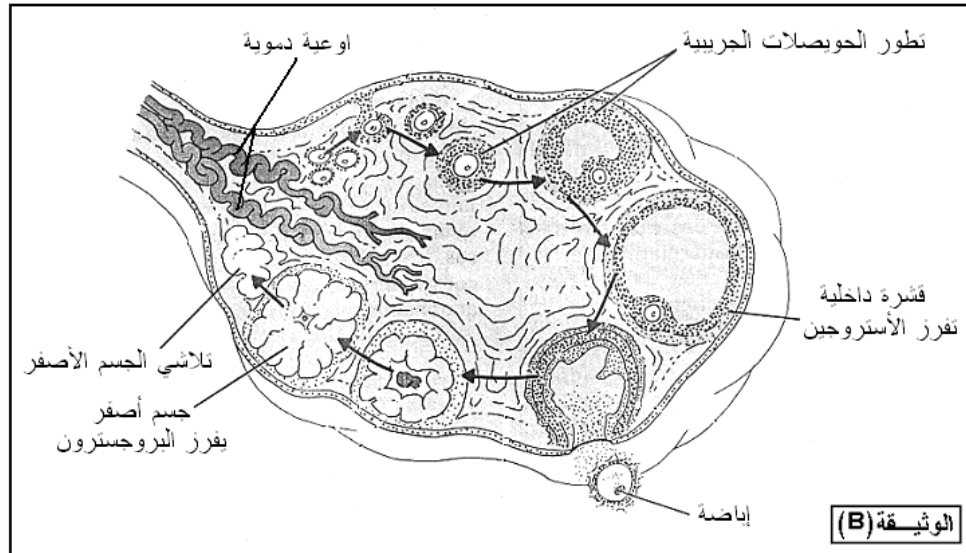 اوعية دموية
تطور الحويصلات الجريبية
قشرة داخلية
تفرز الأستروجين
تلاشي الجسم الأصفر
جسم أصفر
يفرز البروجسترون
إباضة
الوثيقة (B)